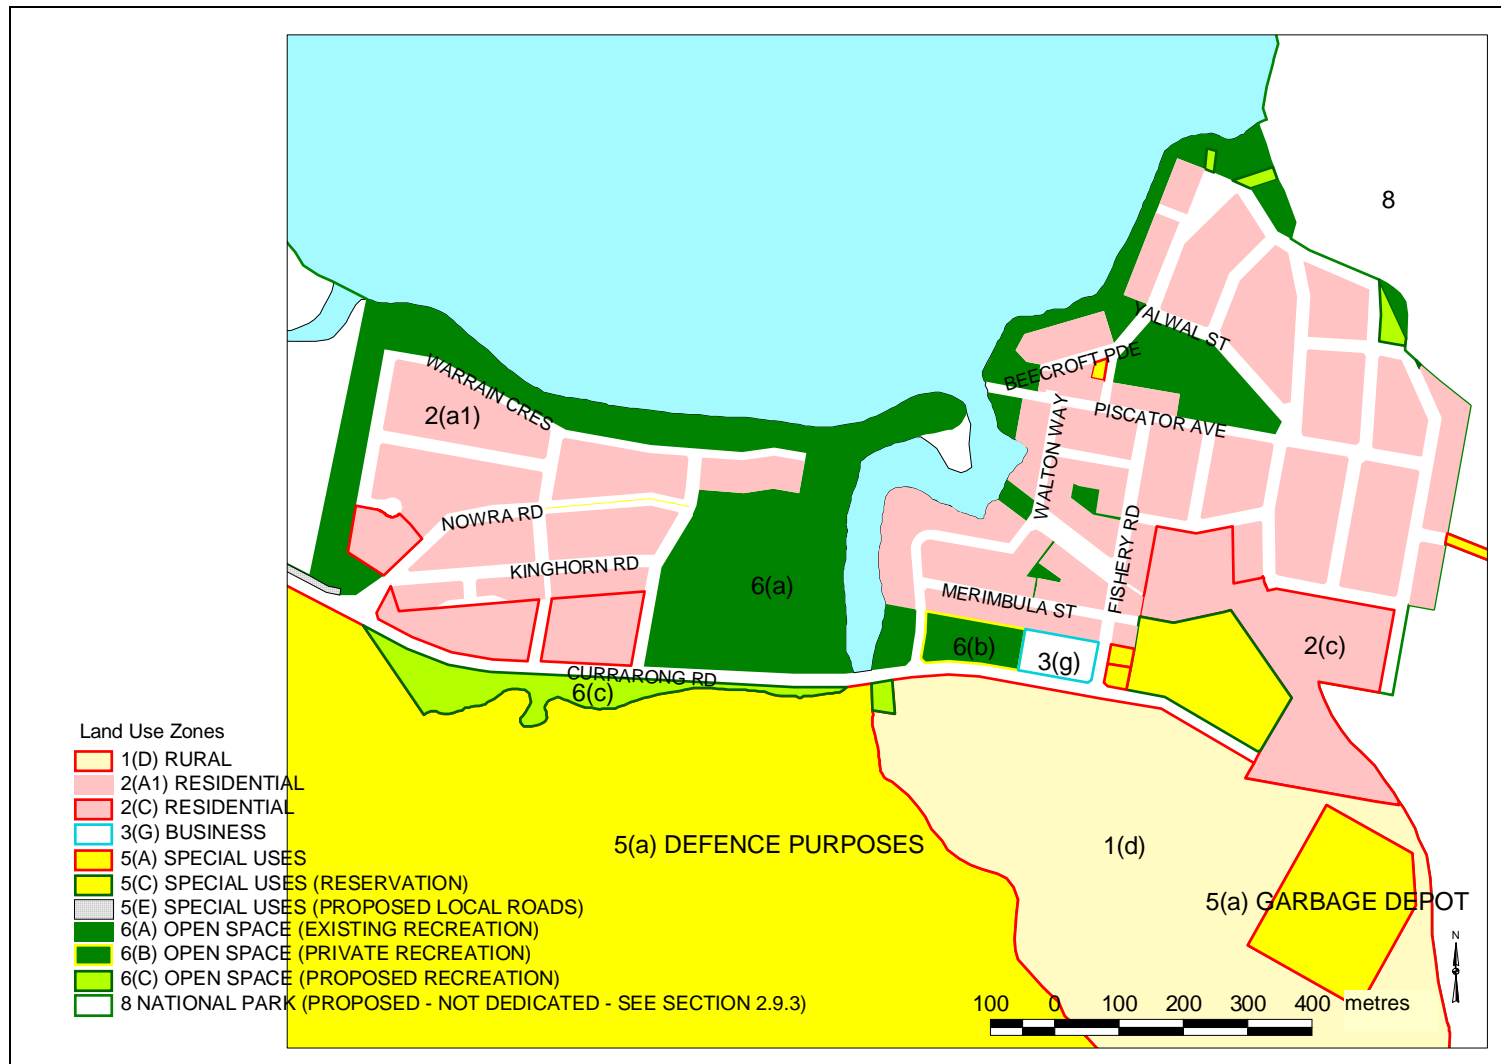 8
YALWAL ST
BEECROFT PDE
WARRAIN CRES
2(a1)
PISCATOR AVE
WALTON WAY
NOWRA RD
FISHERY RD
KINGHORN RD
6(a)
MERIMBULA ST
6(b)
3(g)
2(c)
CURRARONG RD
6(c)
Land Use Zones
1(D) RURAL
2(A1) RESIDENTIAL
2(C) RESIDENTIAL
3(G) BUSINESS
5(A) SPECIAL USES
5(C) SPECIAL USES (RESERVATION)
5(E) SPECIAL USES (PROPOSED LOCAL ROADS)
6(A) OPEN SPACE (EXISTING RECREATION)
6(B) OPEN SPACE (PRIVATE RECREATION)
6(C) OPEN SPACE (PROPOSED RECREATION)
8 NATIONAL PARK (PROPOSED - NOT DEDICATED - SEE SECTION 2.9.3)
5(a) DEFENCE PURPOSES
1(d)
5(a) GARBAGE DEPOT
N
100 0 100 200 300 400 metres